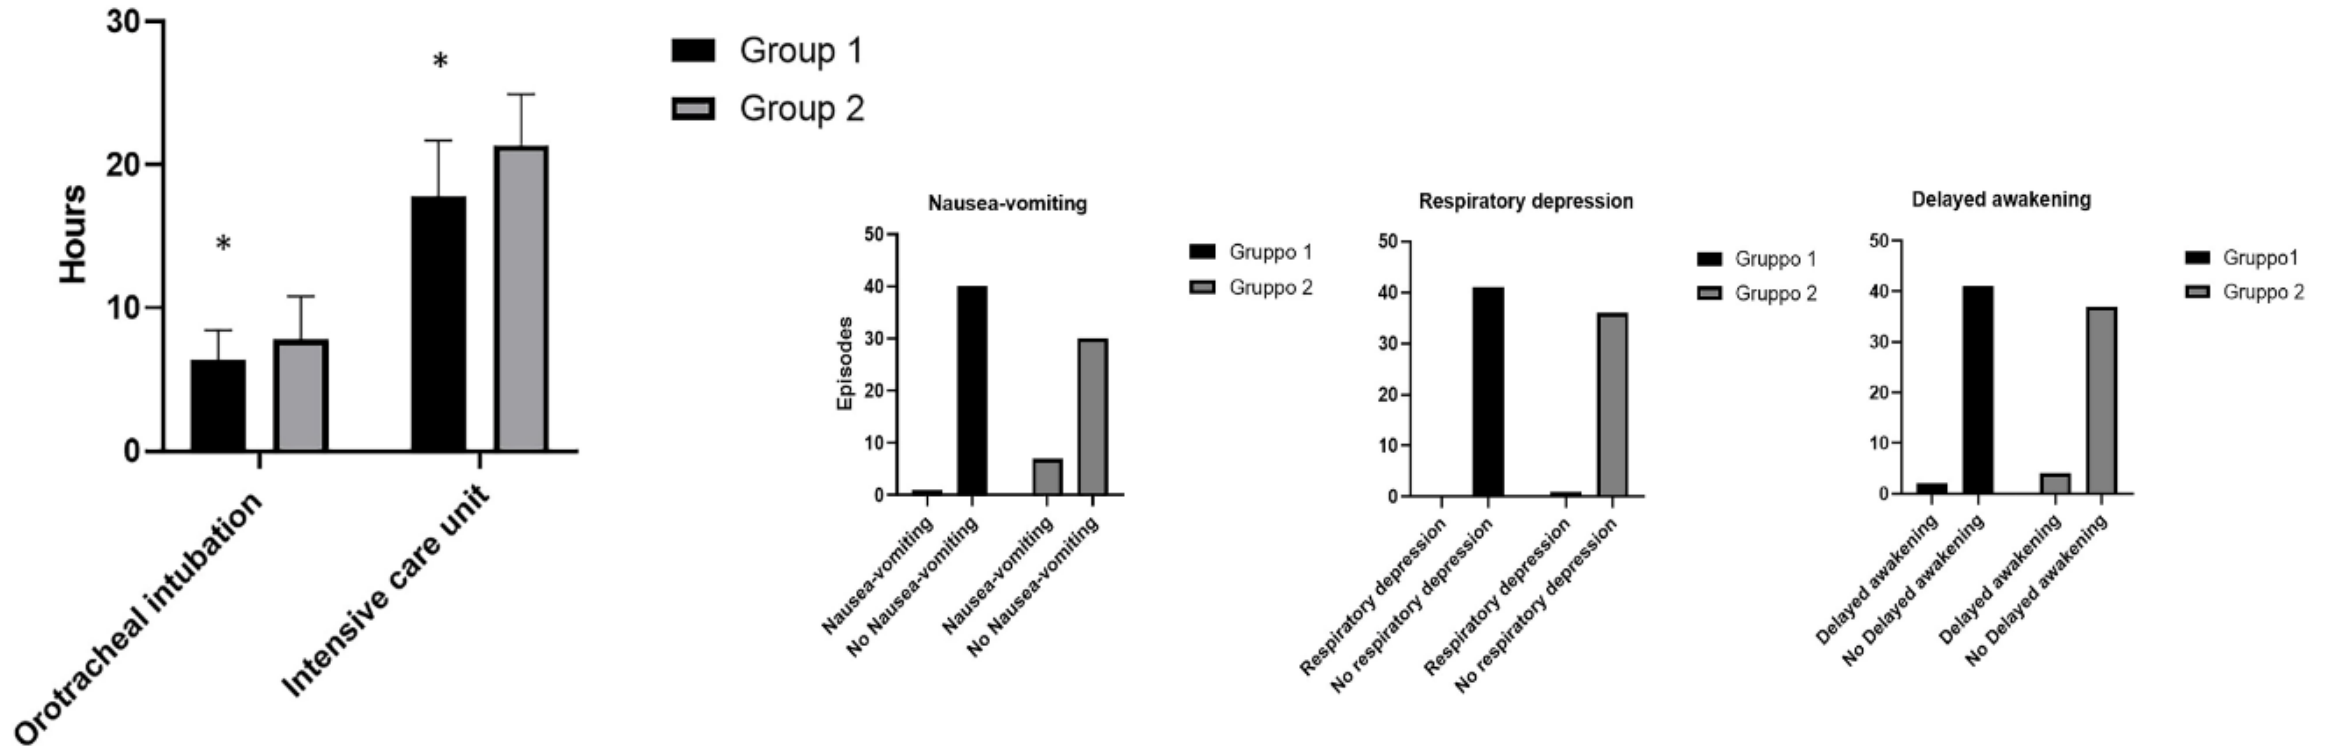 30
20
10
0
Hours
*
*
Orotracheal intubation
Intensive care unit
Group 1
Group 2
Nausea-vomiting
50
40
30
20
10
0
Episodes
Nausea-vomiting
No Nausea-vomiting
Nausea-vomiting
No Nausea-vomiting
Gruppo 1
Gruppo 2
Respiratory depression
50
40
30
20
10
0
Respiratory depression
No respiratory depression
Respiratory depression
No respiratory depression
Gruppo 1
Gruppo 2
Delayed awakening
50
40
30
20
10
0
Delayed awakening
No Delayed awakening
Delayed awakening
No Delayed awakening
Gruppo1
Gruppo 2